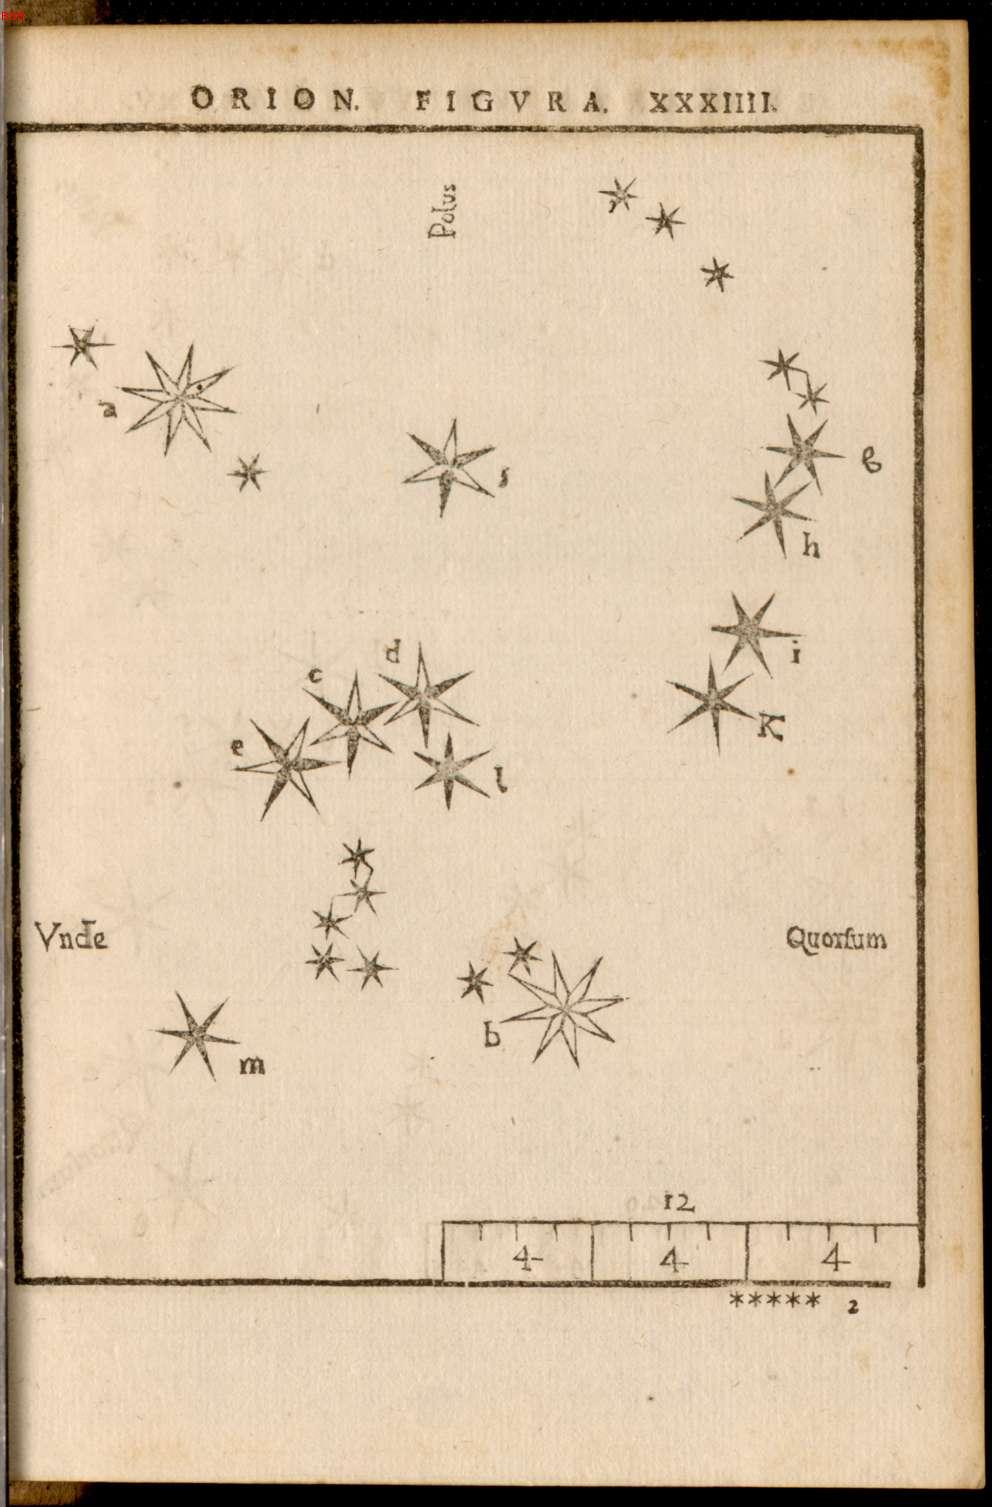 ORION. FIGVRA. XXXIIII.
Polus
a
s
g
h
d
i
c
K
e
l
Vnde
Quorſum
b
m
12
4 4 4
***** 2